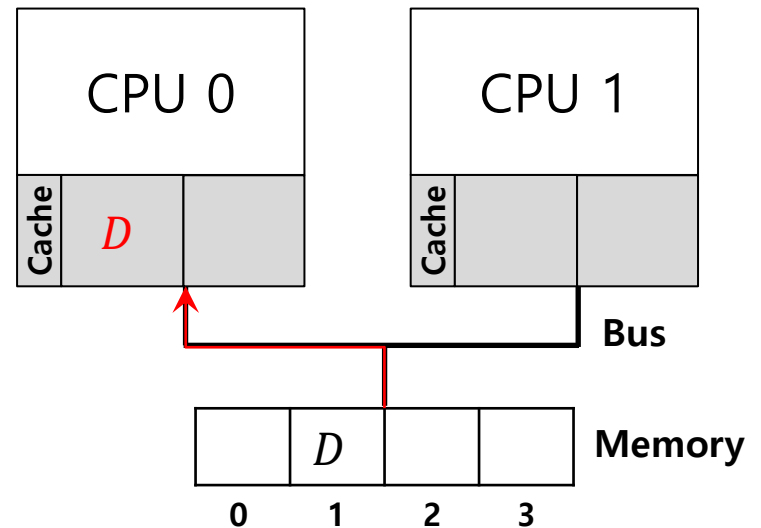 CPU 0
CPU 1
Cache
D
Cache
Bus
D
Memory
0 1 2 3